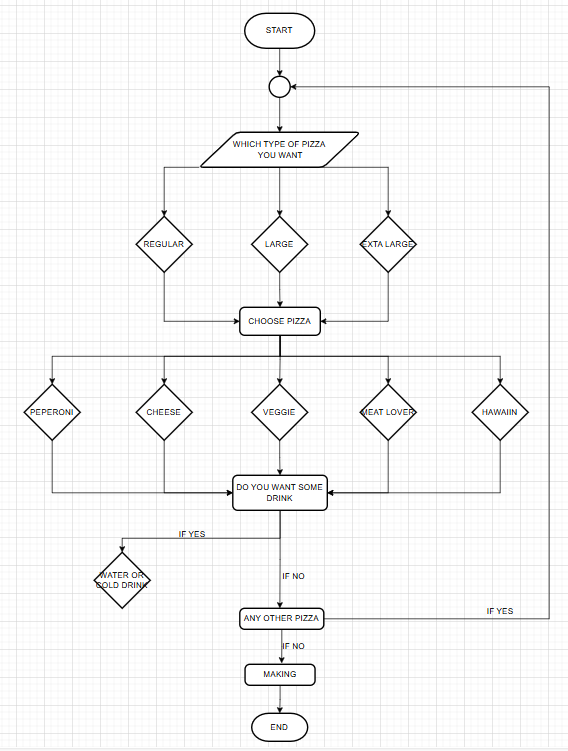 START
WHICH TYPE OF PIZZA
YOU WANT
REGULAR
LARGE
EXTA LARGE
CHOOSE PIZZA
PEPERONI
CHEESE
VEGGIE
MEAT LOVER
HAWAIIN
DO YOU WANT SOME
DRINK
IF YES
WATER OR
COLD DRINK
IF NO
ANY OTHER PIZZA
IF YES
IF NO
MAKING
END